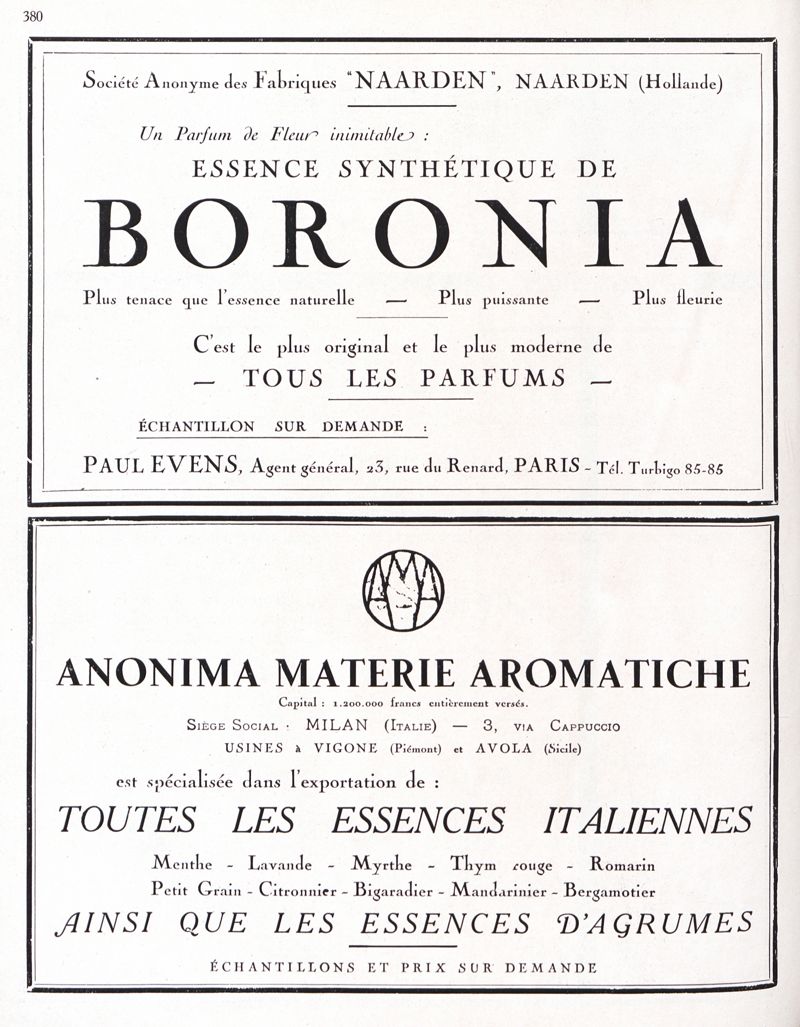 380
Société Anonyme des Fabriques "NAARDEN", NAARDEN (Hollande)
Un Parfum de Fleur inimitable :
ESSENCE SYNTHÉTIQUE DE
BORONIA
Plus tenace que l'essence naturelle — Plus puissante — Plus fleurie
C'est le plus original et le plus moderne de
— TOUS LES PARFUMS —
ÉCHANTILLON SUR DEMANDE :
PAUL EVENS, Agent général, 23, rue du Renard, PARIS - Tél. Turbigo 85-85
ANONIMA MATERIE AROMATICHE
Capital : 1.200.000 francs entièrement versés.
SIÈGE SOCIAL : MILAN (ITALIE) — 3, VIA CAPPUCCIO
USINES à VIGONE (Piémont) et AVOLA (Sicile)
est spécialisée dans l'exportation de :
TOUTES LES ESSENCES ITALIENNES
Menthe - Lavande - Myrthe - Thym rouge - Romarin
Petit Grain - Citronnier - Bigaradier - Mandarinier - Bergamotier
AINSI QUE LES ESSENCES D'AGRUMES
ÉCHANTILLONS ET PRIX SUR DEMANDE